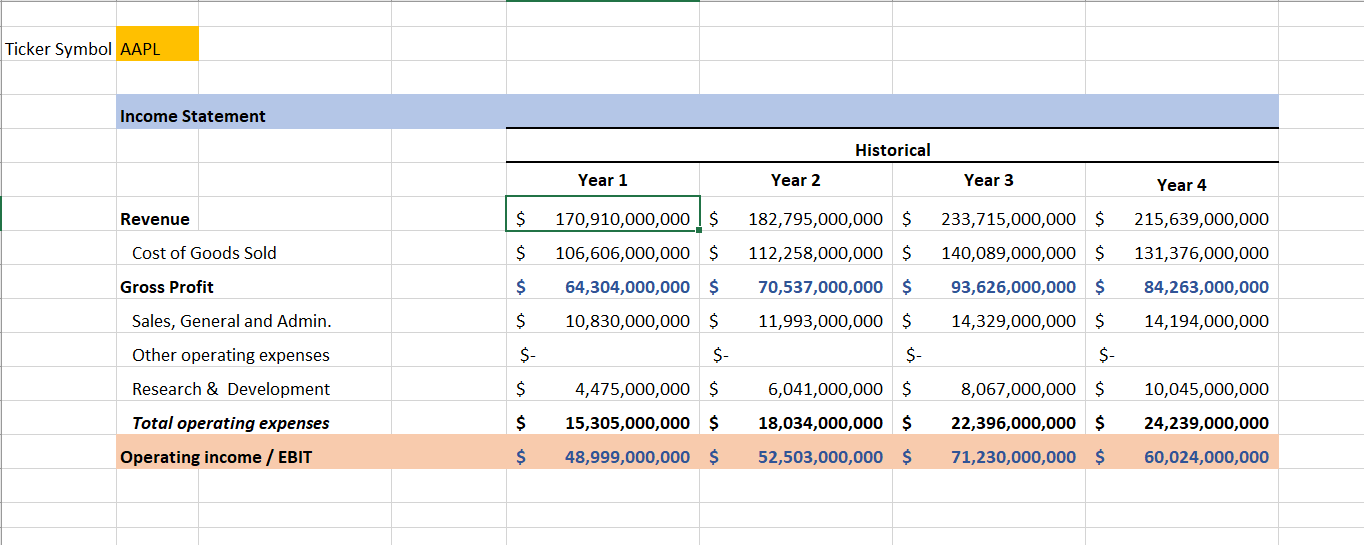 Ticker Symbol AAPL
Income Statement
Historical
Year 1 Year 2 Year 3 Year 4
Revenue $ 170,910,000,000 $ 182,795,000,000 $ 233,715,000,000 $ 215,639,000,000
Cost of Goods Sold $ 106,606,000,000 $ 112,258,000,000 $ 140,089,000,000 $ 131,376,000,000
Gross Profit $ 64,304,000,000 $ 70,537,000,000 $ 93,626,000,000 $ 84,263,000,000
Sales, General and Admin. $ 10,830,000,000 $ 11,993,000,000 $ 14,329,000,000 $ 14,194,000,000
Other operating expenses $- $- $- $-
Research & Development $ 4,475,000,000 $ 6,041,000,000 $ 8,067,000,000 $ 10,045,000,000
Total operating expenses $ 15,305,000,000 $ 18,034,000,000 $ 22,396,000,000 $ 24,239,000,000
Operating income / EBIT $ 48,999,000,000 $ 52,503,000,000 $ 71,230,000,000 $ 60,024,000,000